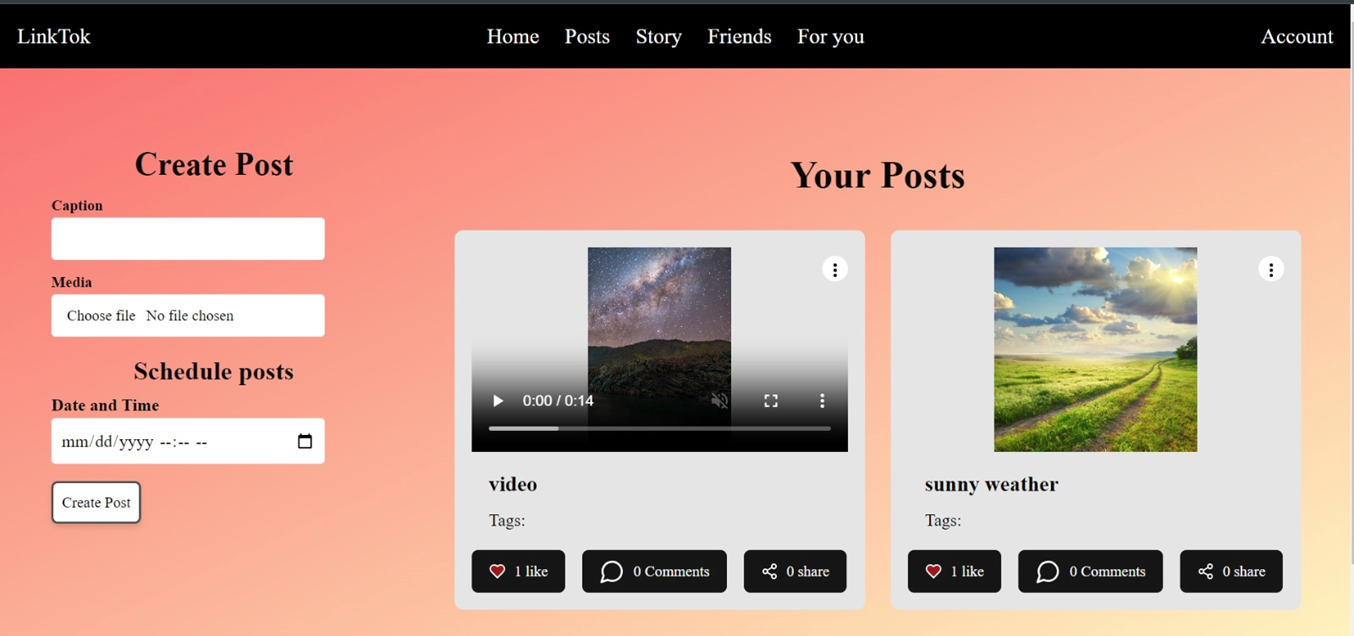 LinkTok Home Posts Story Friends For you Account
Create Post
Caption
Media
Choose file No file chosen
Schedule posts
Date and Time
mm/dd/yyyy --:-- --
Create Post
Your Posts
0:00 / 0:14
video
Tags:
1 like 0 Comments 0 share
sunny weather
Tags:
1 like 0 Comments 0 share